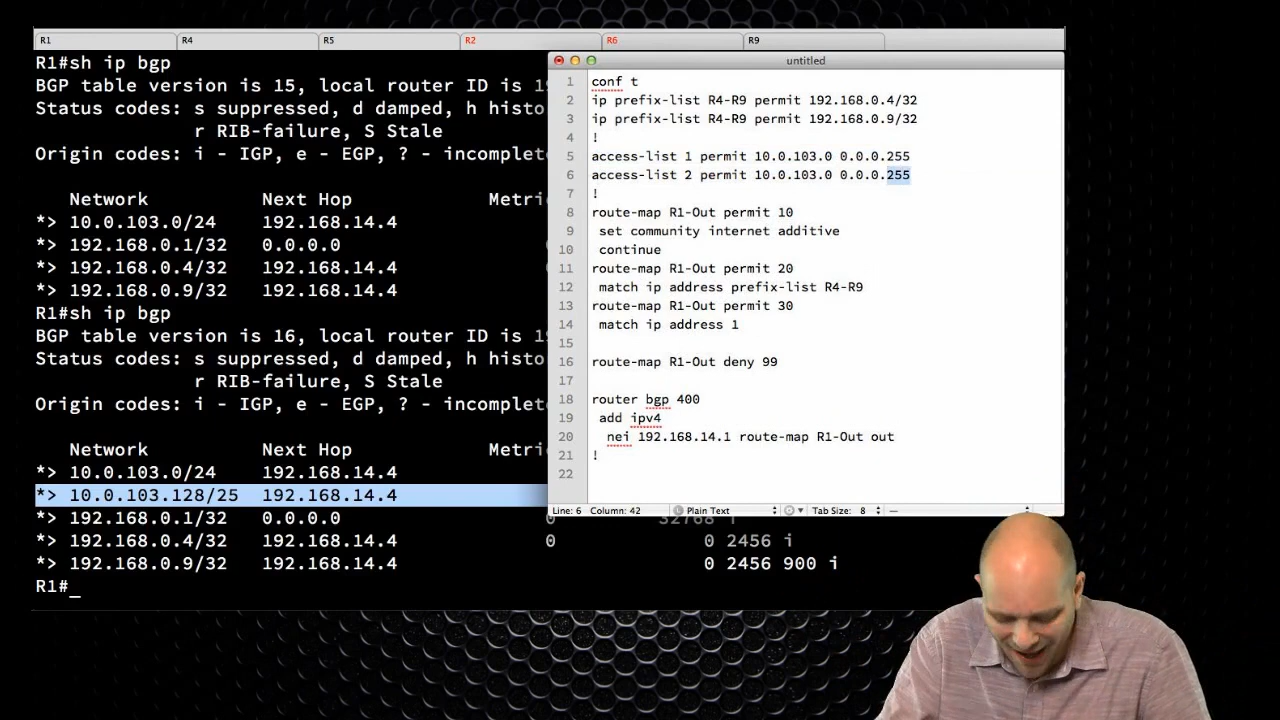 R1 R4 R5 R2 R6 R9
R1#sh ip bgp
BGP table version is 15, local router ID is 19
Status codes: s suppressed, d damped, h histo
r RIB-failure, S Stale
Origin codes: i - IGP, e - EGP, ? - incomplet
Network Next Hop Metri
*> 10.0.103.0/24 192.168.14.4
*> 192.168.0.1/32 0.0.0.0
*> 192.168.0.4/32 192.168.14.4
*> 192.168.0.9/32 192.168.14.4
R1#sh ip bgp
BGP table version is 16, local router ID is 19
Status codes: s suppressed, d damped, h histo
r RIB-failure, S Stale
Origin codes: i - IGP, e - EGP, ? - incomplet
Network Next Hop Metri
*> 10.0.103.0/24 192.168.14.4
*> 10.0.103.128/25 192.168.14.4
*> 192.168.0.1/32 0.0.0.0 0 32768 i
*> 192.168.0.4/32 192.168.14.4 0 0 2456 i
*> 192.168.0.9/32 192.168.14.4 0 2456 900 i
R1#_
untitled
1 conf t
2 ip prefix-list R4-R9 permit 192.168.0.4/32
3 ip prefix-list R4-R9 permit 192.168.0.9/32
4 !
5 access-list 1 permit 10.0.103.0 0.0.0.255
6 access-list 2 permit 10.0.103.0 0.0.0.255
7 !
8 route-map R1-Out permit 10
9 set community internet additive
10 continue
11 route-map R1-Out permit 20
12 match ip address prefix-list R4-R9
13 route-map R1-Out permit 30
14 match ip address 1
15
16 route-map R1-Out deny 99
17
18 router bgp 400
19 add ipv4
20 nei 192.168.14.1 route-map R1-Out out
21 !
22
Line: 6 Column: 42 L Plain Text Tab Size: 8 —